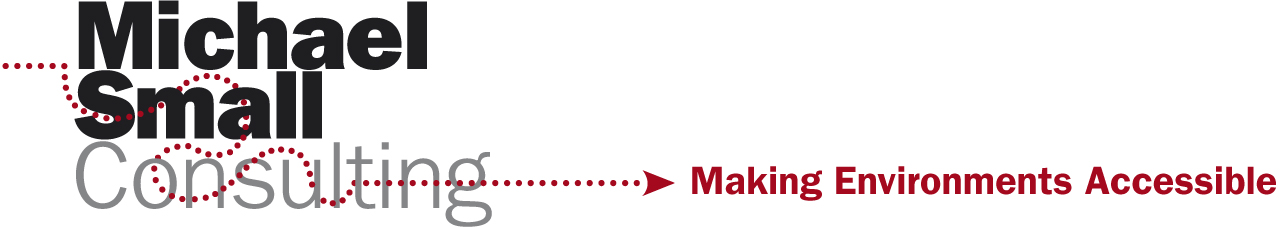 Michael
Small
Consulting
Making Environments Accessible